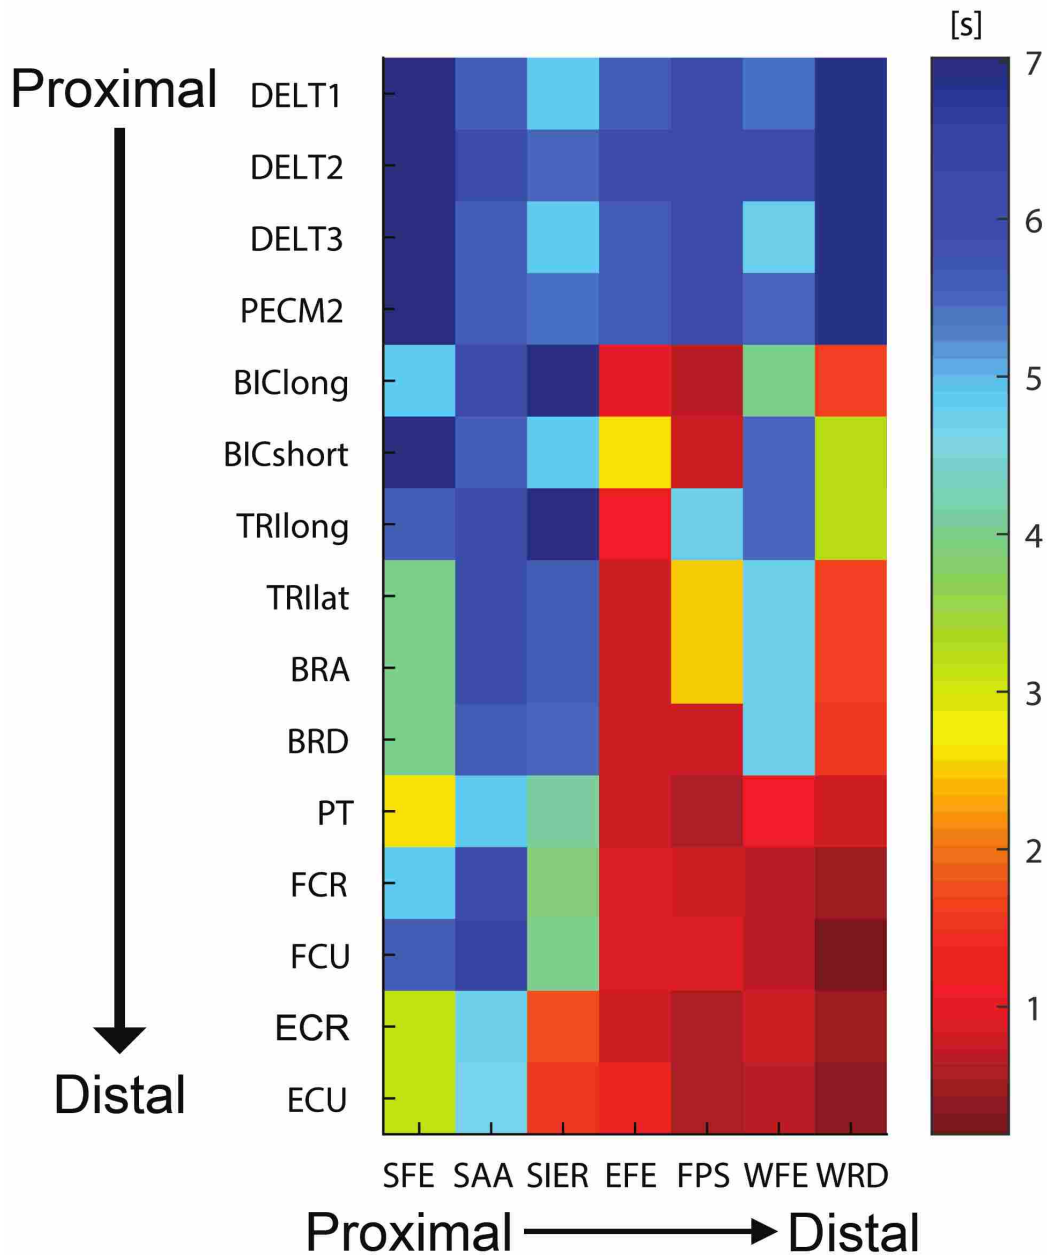 [s]
Proximal
DELT1
DELT2
DELT3
PECM2
BIClong
BICshort
TRIlong
TRIlat
BRA
BRD
PT
FCR
FCU
ECR
ECU
Distal
7
6
5
4
3
2
1
SFE SAA SIER EFE FPS WFE WRD
Proximal Distal